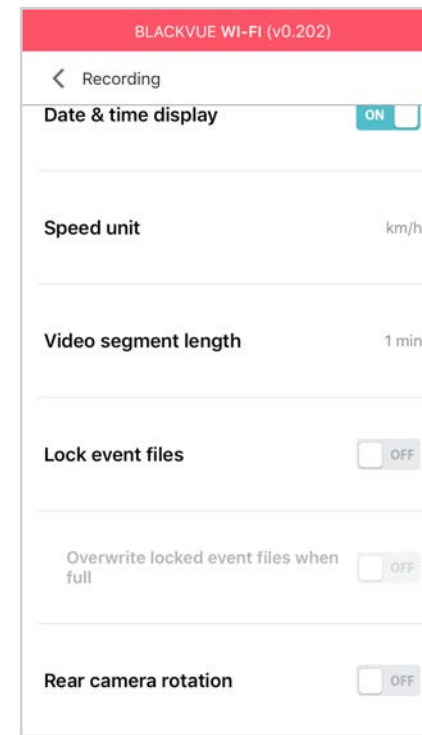 BLACKVUE WI-FI (v0.202)
Recording
Date & time display ON
Speed unit km/h
Video segment length 1 min
Lock event files OFF
Overwrite locked event files when
full OFF
Rear camera rotation OFF